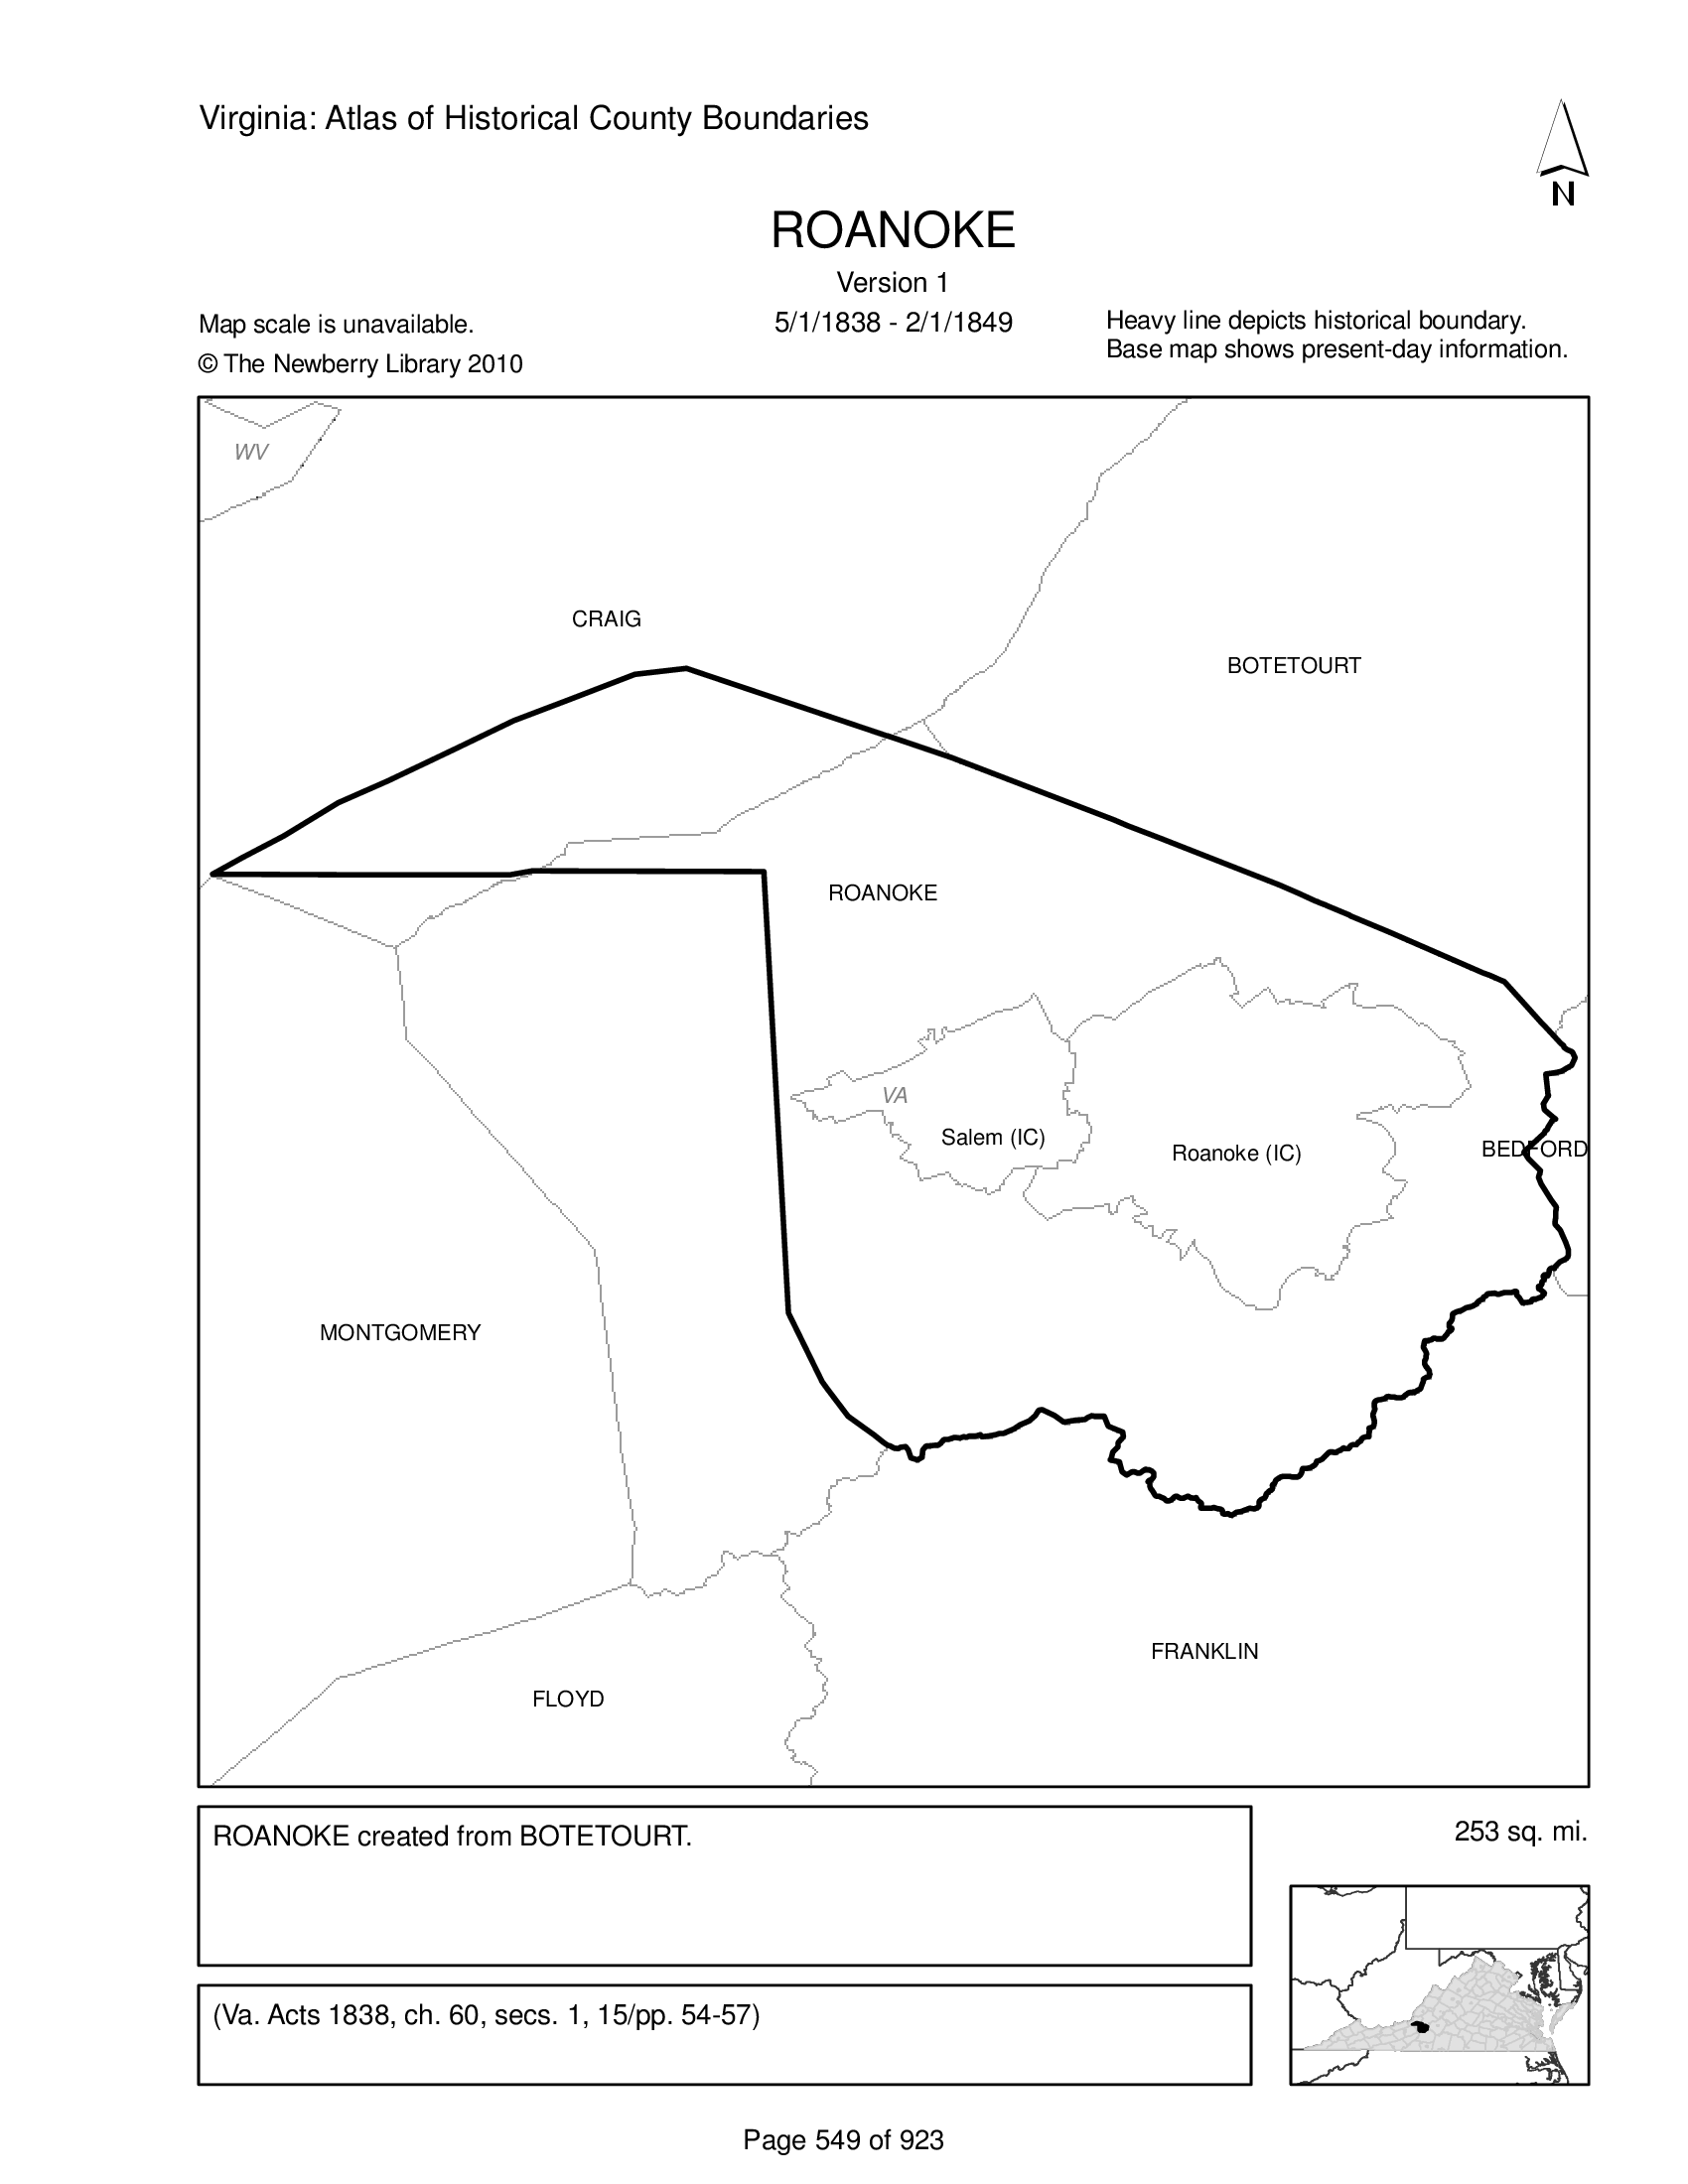 Virginia: Atlas of Historical County Boundaries
N
ROANOKE
Version 1
5/1/1838 - 2/1/1849
Map scale is unavailable.
© The Newberry Library 2010
Heavy line depicts historical boundary.
Base map shows present-day information.
WV
CRAIG
BOTETOURT
ROANOKE
VA
Salem (IC)
Roanoke (IC)
BEDFORD
MONTGOMERY
FRANKLIN
FLOYD
ROANOKE created from BOTETOURT.
253 sq. mi.
(Va. Acts 1838, ch. 60, secs. 1, 15/pp. 54-57)
Page 549 of 923